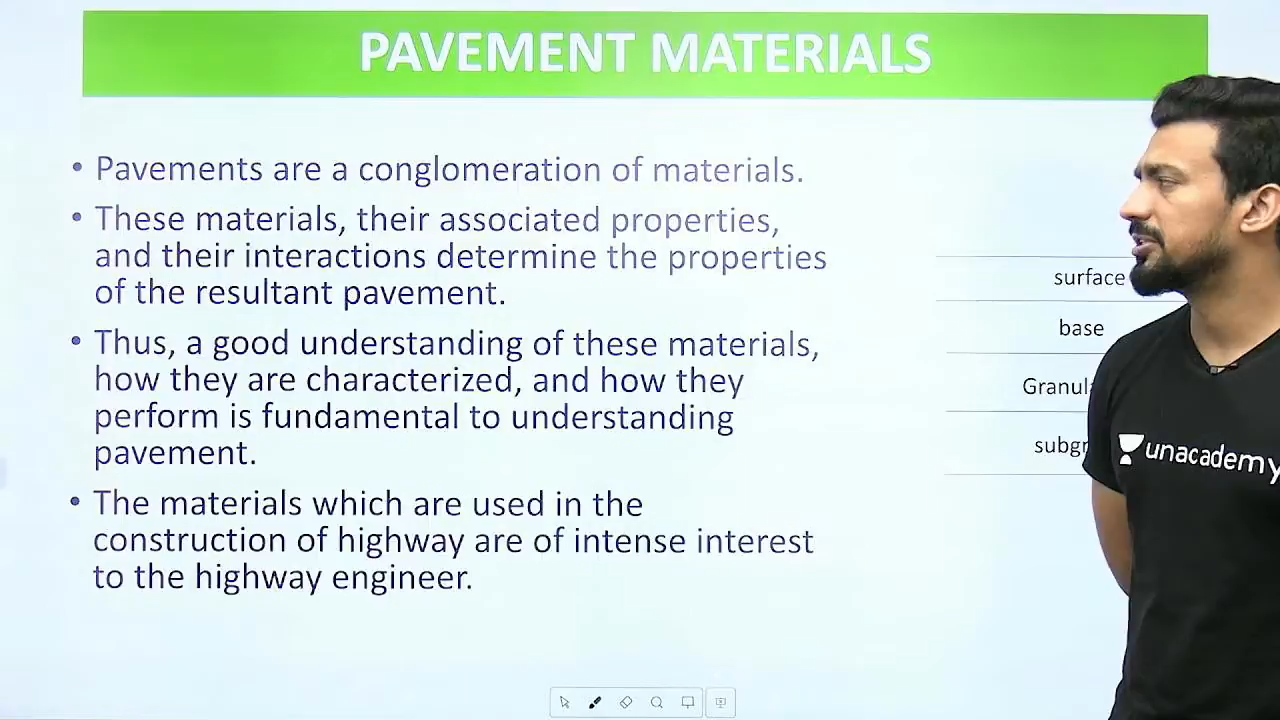 PAVEMENT MATERIALS
• Pavements are a conglomeration of materials.
• These materials, their associated properties,
and their interactions determine the properties
of the resultant pavement.
• Thus, a good understanding of these materials,
how they are characterized, and how they
perform is fundamental to understanding
pavement.
• The materials which are used in the
construction of highway are of intense interest
to the highway engineer.
surface
base
unacademy